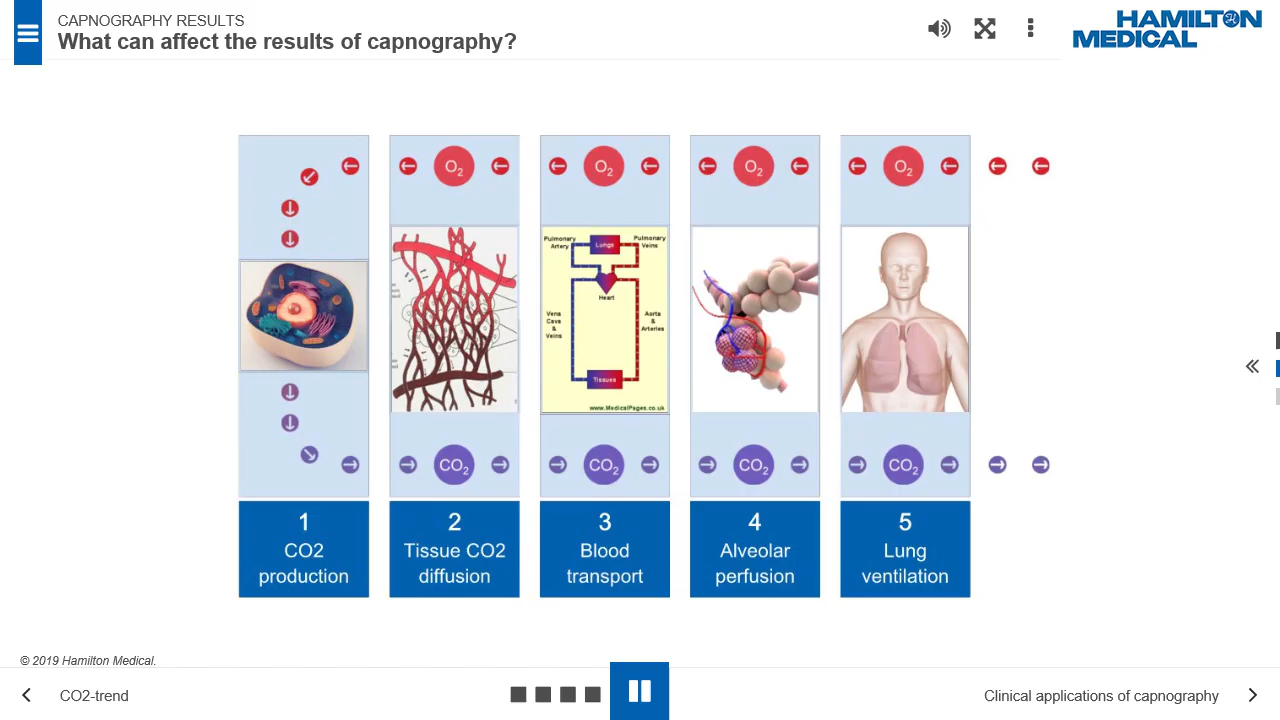 CAPNOGRAPHY RESULTS
What can affect the results of capnography?
HAMILTON
MEDICAL
O2
O2
O2
O2
Pulmonary
Artery
Lungs
Pulmonary
Veins
Heart
Vena
Cava
&
Veins
Aorta
&
Arteries
Tissues
www.MedicalPages.co.uk
CO2
CO2
CO2
CO2
1
CO2
production
2
Tissue CO2
diffusion
3
Blood
transport
4
Alveolar
perfusion
5
Lung
ventilation
© 2019 Hamilton Medical.
CO2-trend
Clinical applications of capnography